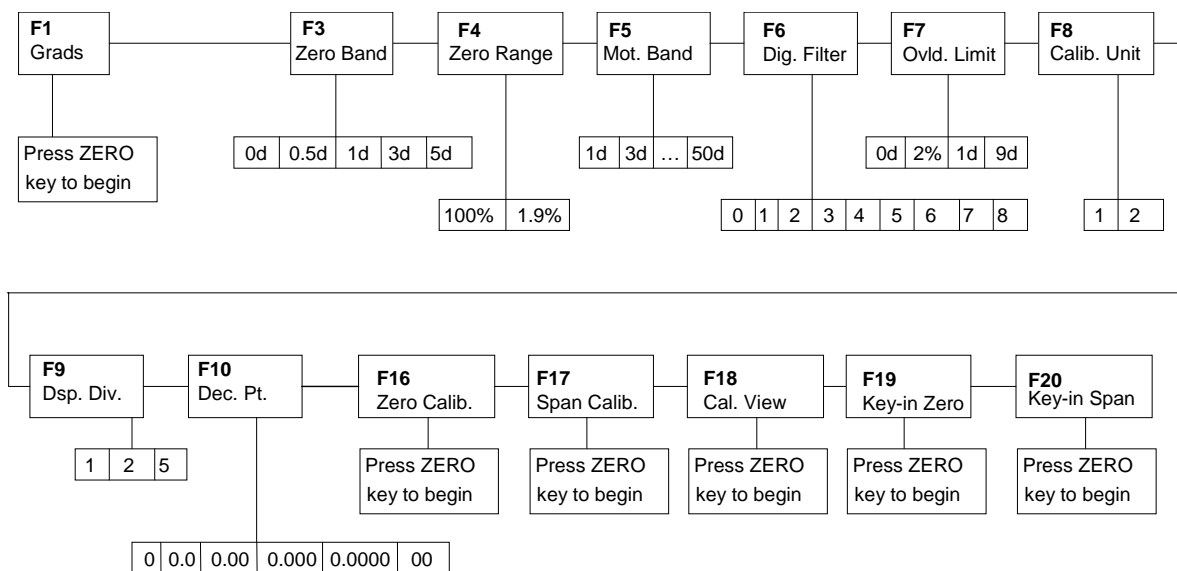 F1 F3 F4 F5 F6 F7 F8
Grads Zero Band Zero Range Mot. Band Dig. Filter Ovld. Limit Calib. Unit
Press ZERO
key to begin
0d 0.5d 1d 3d 5d
1d 3d … 50d
0d 2% 1d 9d
100% 1.9%
0 1 2 3 4 5 6 7 8
1 2
F9 F10 F16 F17 F18 F19 F20
Dsp. Div. Dec. Pt. Zero Calib. Span Calib. Cal. View Key-in Zero Key-in Span
1 2 5
Press ZERO
key to begin
Press ZERO
key to begin
Press ZERO
key to begin
Press ZERO
key to begin
Press ZERO
key to begin
0 0.0 0.00 0.000 0.0000 00